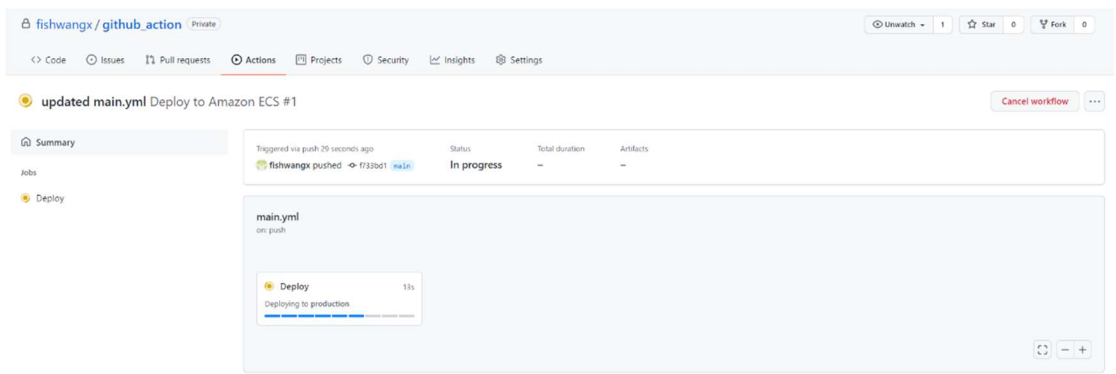 fishwangx / github_action Private
Unwatch 1 Star 0 Fork 0
<> Code Issues Pull requests Actions Projects Security Insights Settings
updated main.yml Deploy to Amazon ECS #1
Cancel workflow ...
Summary
Jobs
Deploy
Triggered via push 29 seconds ago
fishwangx pushed f733bd1 main
Status
In progress
Total duration
–
Artifacts
–
main.yml
on: push
Deploy 13s
Deploying to production